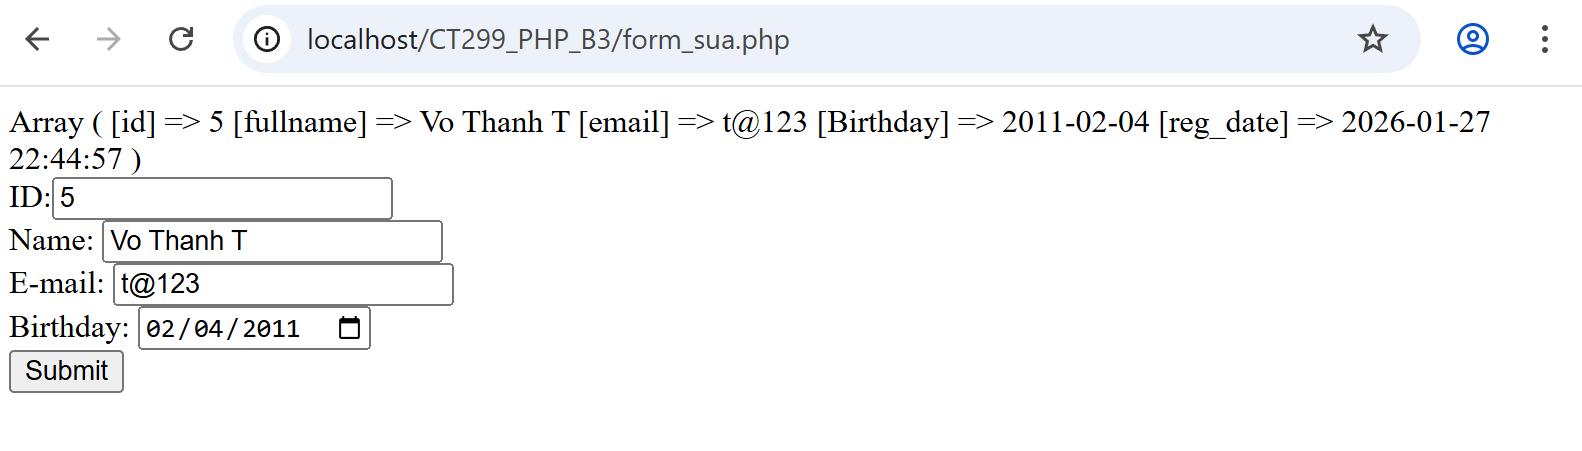 localhost/CT299_PHP_B3/form_sua.php
Array ( [id] => 5 [fullname] => Vo Thanh T [email] => t@123 [Birthday] => 2011-02-04 [reg_date] => 2026-01-27
22:44:57 )
ID: 5
Name: Vo Thanh T
E-mail: t@123
Birthday: 02/04/2011
Submit